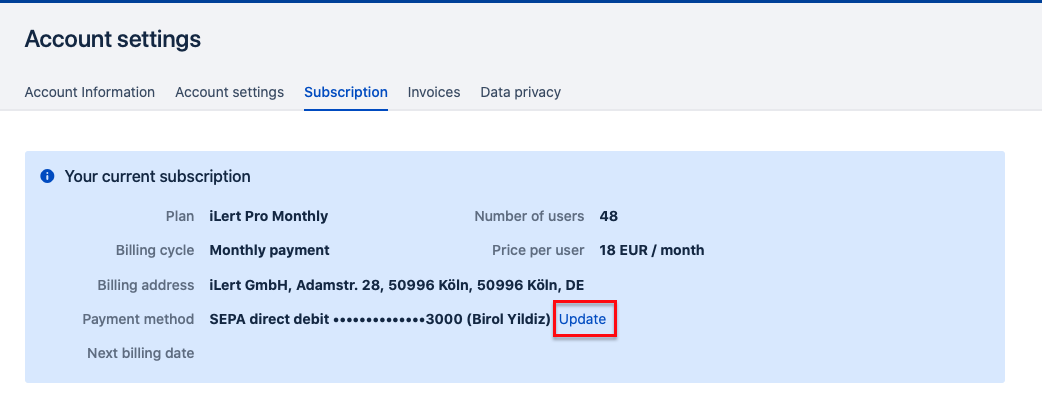 Account settings
Account Information Account settings Subscription Invoices Data privacy
Your current subscription
Plan iLert Pro Monthly Number of users 48
Billing cycle Monthly payment Price per user 18 EUR / month
Billing address iLert GmbH, Adamstr. 28, 50996 Köln, 50996 Köln, DE
Payment method SEPA direct debit ••••••••••••••3000 (Birol Yildiz) Update
Next billing date